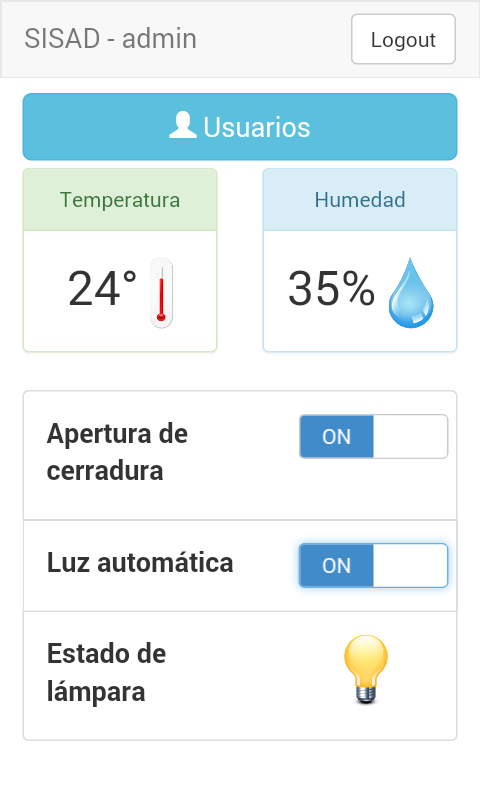 SISAD - admin
Logout
Usuarios
Temperatura
Humedad
24°
35%
Apertura de
cerradura
ON
Luz automática
ON
Estado de
lámpara